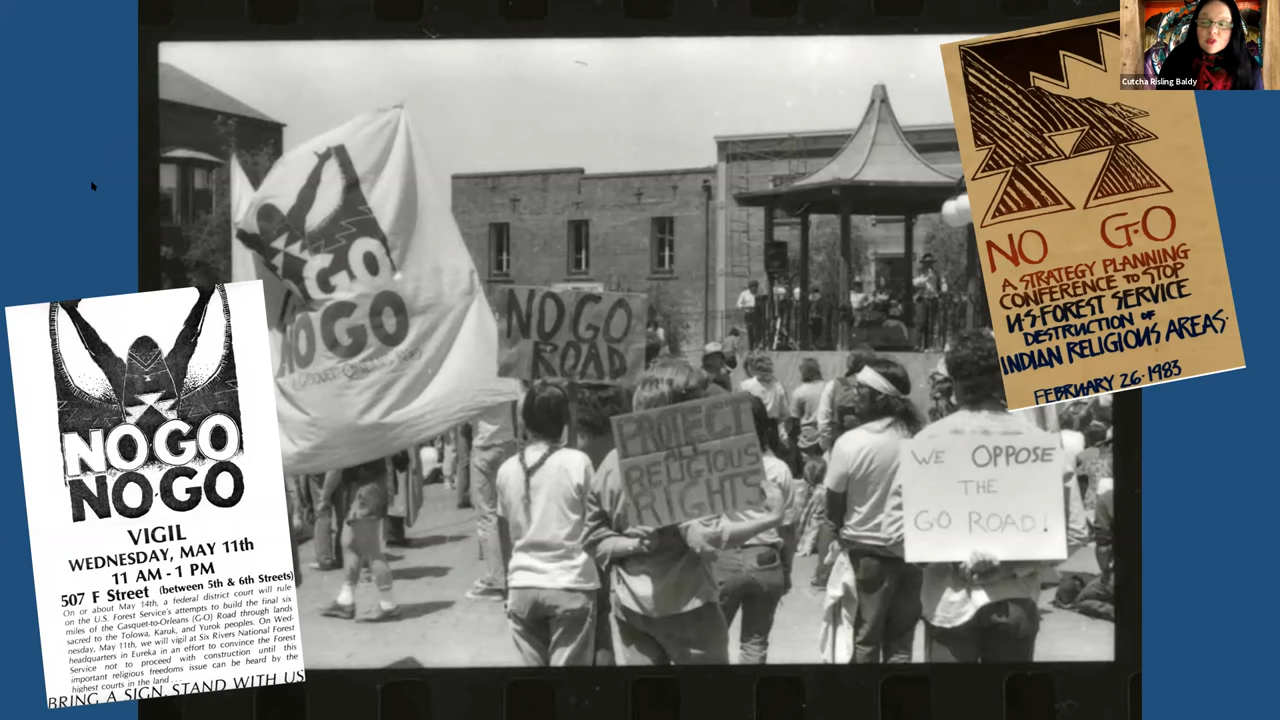 NO GO
NO GO
VIGIL
WEDNESDAY, MAY 11th
11 AM - 1 PM
507 F Street (between 5th & 6th Streets)
On or about May 14th, a federal district court will rule
on the U.S. Forest Service's attempts to build the final six
miles of the Gasquet-to-Orleans (G-O) Road through lands
sacred to the Tolowa, Karuk, and Yurok peoples. On Wed-
nesday, May 11th, we will vigil at Six Rivers National Forest
headquarters in Eureka in an effort to convince the Forest
Service not to proceed with construction until this
important religious freedoms issue can be heard by the
highest courts in the land . . .
BRING A SIGN, STAND WITH US
GO
NO GO
NO GO
ROAD
PROTECT
ALL
RELIGIOUS
RIGHTS
WE OPPOSE
THE
GO ROAD!
NO G-O
A STRATEGY PLANNING
CONFERENCE TO STOP
U.S. FOREST SERVICE
DESTRUCTION OF
INDIAN RELIGIOUS AREAS.
FEBRUARY 26·1983
Cutcha Risling Baldy